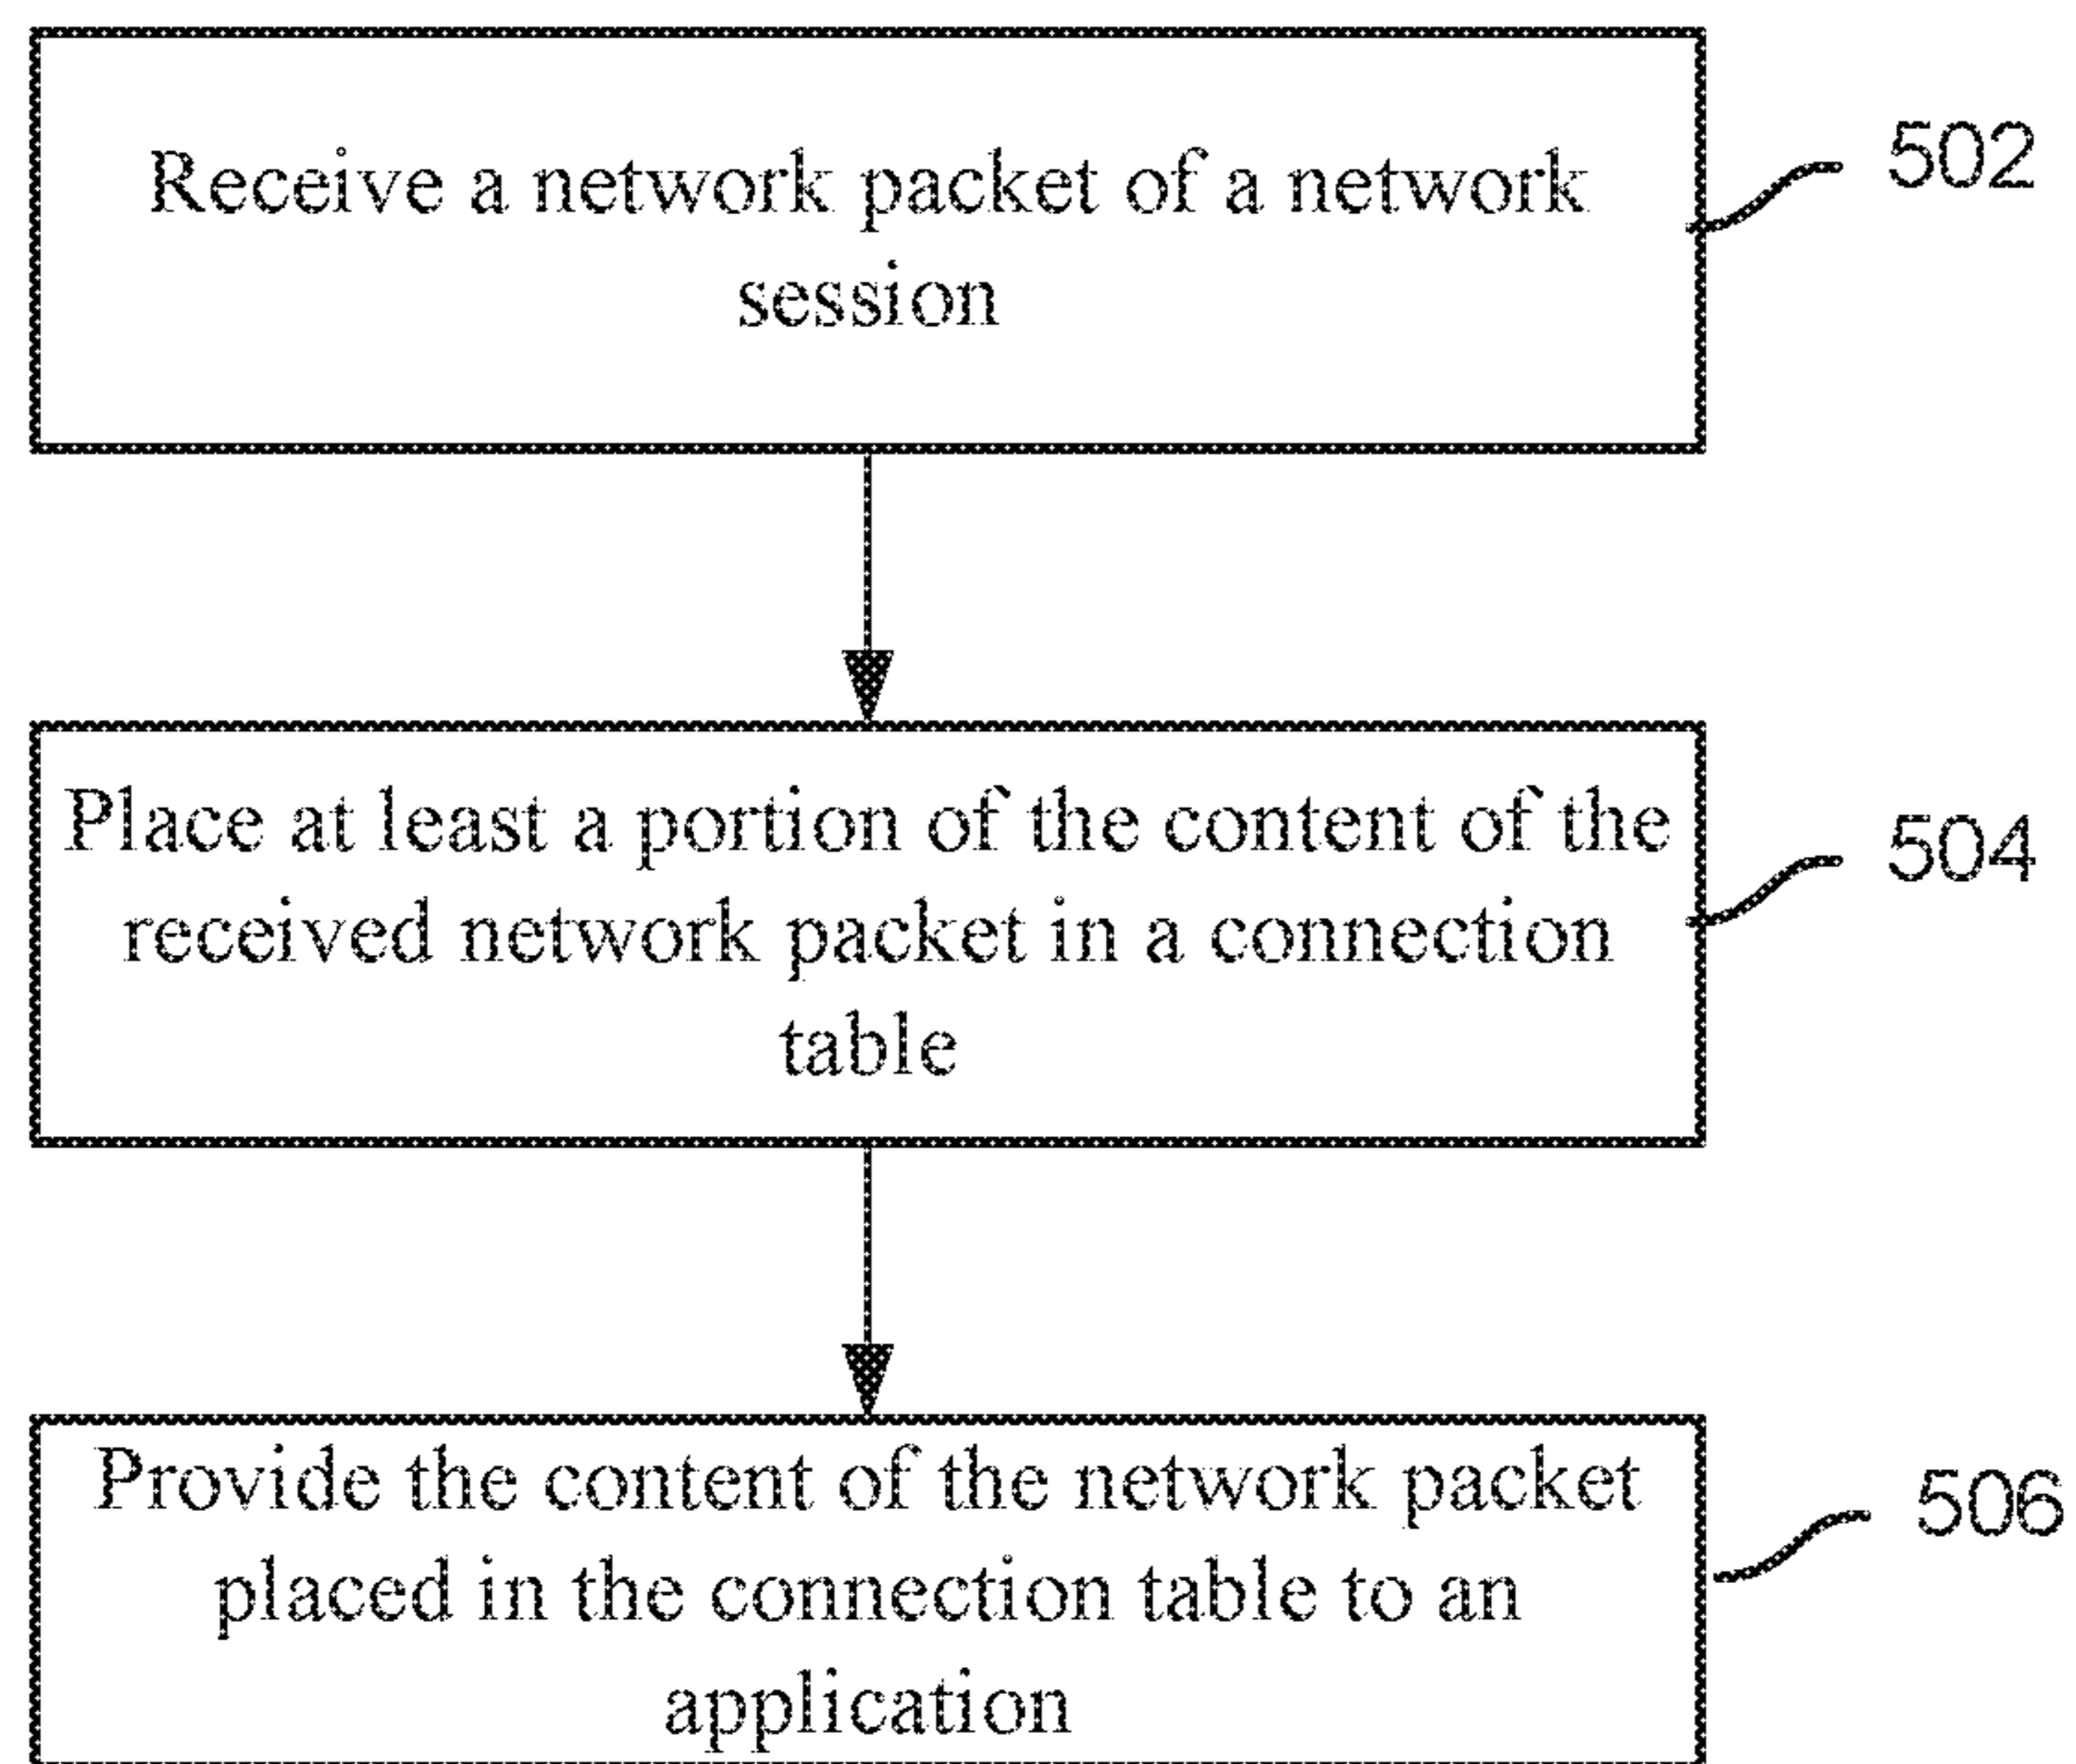 Receive a network packet of a network
session
502
Place at least a portion of the content of the
received network packet in a connection
table
504
Provide the content of the network packet
placed in the connection table to an
application
506